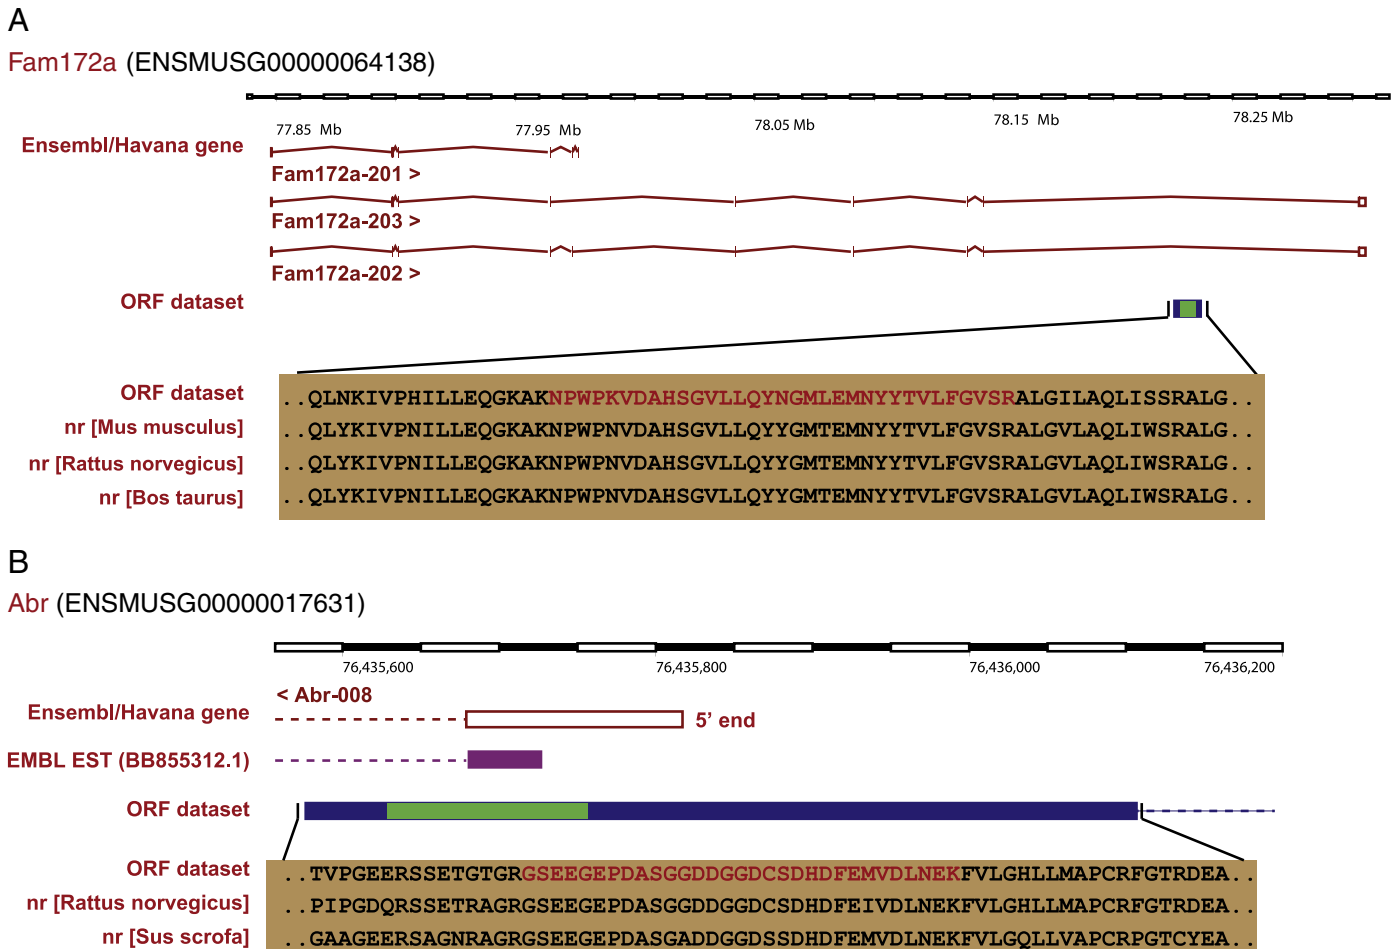 A
Fam172a (ENSMUSG00000064138)
77.85 Mb 77.95 Mb 78.05 Mb 78.15 Mb 78.25 Mb
Ensembl/Havana gene
Fam172a-201 >
Fam172a-203 >
Fam172a-202 >
ORF dataset
ORF dataset ..QLNKIVPHILLEQGKAKNPWPKVDAHSGVLLQYNGMLEMNYYTVLFGVSRALGILAQLISSRALG..
nr [Mus musculus] ..QLYKIVPNILLEQGKAKNPWPNVDAHSGVLLQYYGMTEMNYYTVLFGVSRALGVLAQLIWSRALG..
nr [Rattus norvegicus] ..QLYKIVPNILLEQGKAKNPWPNVDAHSGVLLQYYGMTEMNYYTVLFGVSRALGVLAQLIWSRALG..
nr [Bos taurus] ..QLYKIVPNILLEQGKAKNPWPNVDAHSGVLLQYYGMTEMNYYTVLFGVSRALGVLAQLIWSRALG..
B
Abr (ENSMUSG00000017631)
76,435,600 76,435,800 76,436,000 76,436,200
< Abr-008
Ensembl/Havana gene 5' end
EMBL EST (BB855312.1)
ORF dataset
ORF dataset ..TVPGEERSSETGTGRGSEEGEPDASGGDDGGDCSDHDFEMVDLNEKFVLGHLLMAPCRFGTRDEA..
nr [Rattus norvegicus] ..PIPGDQRSSETRAGRGSEEGEPDASGGDDGGDCSDHDFEIVDLNEKFVLGHLLMAPCRFGTRDEA..
nr [Sus scrofa] ..GAAGEERSAGNRAGRGSEEGEPDASGADDGGDSSDHDFEMVDLNEKFVLGQLLVAPCRPGTCYEA..